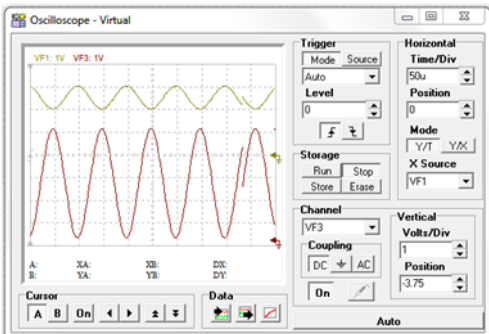 Oscilloscope - Virtual
VF1: 1V VF3: 1V
A: XA: XB: DX:
B: YA: YB: DY:
Cursor
A B On
Data
Trigger
Mode Source
Auto
Level
0
Storage
Run Stop
Store Erase
Channel
VF3
Coupling
DC AC
On
Horizontal
Time/Div
50u
Position
0
Mode
Y/T Y/X
X Source
VF1
Vertical
Volts/Div
1
Position
-3.75
Auto